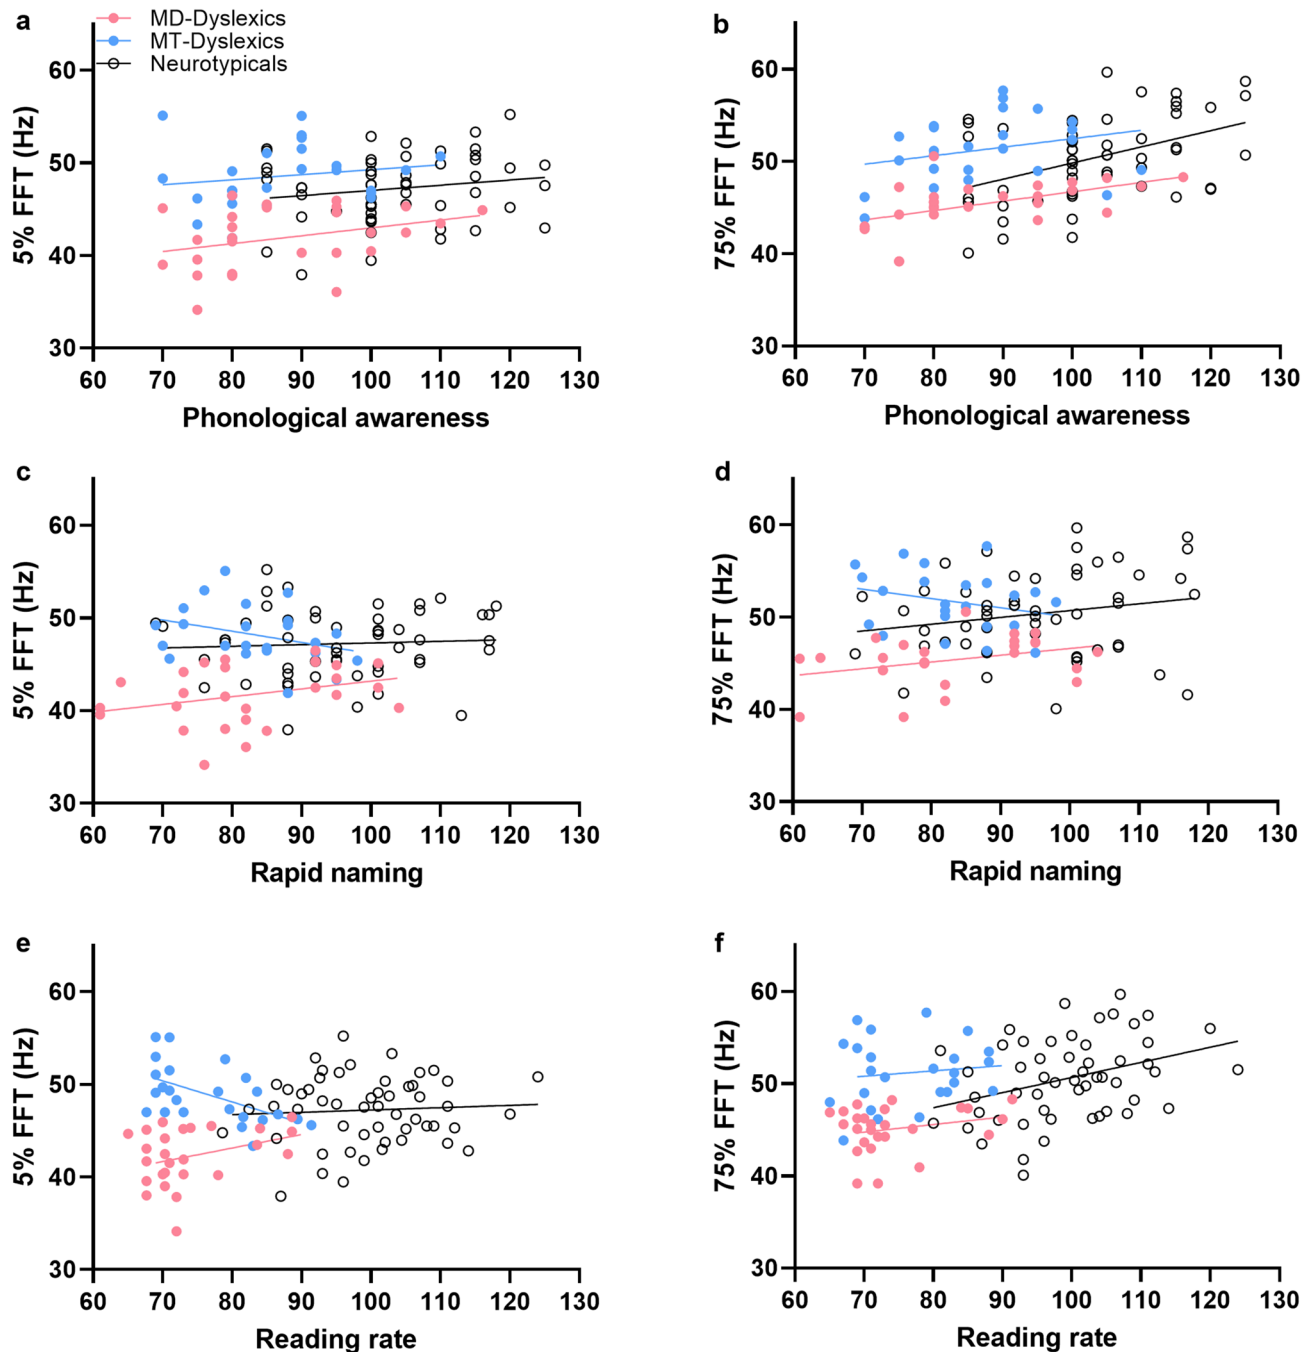 a
MD-Dyslexics
MT-Dyslexics
Neurotypicals
60
50
40
30
5% FFT (Hz)
60 70 80 90 100 110 120 130
Phonological awareness
b
60
50
40
30
75% FFT (Hz)
60 70 80 90 100 110 120 130
Phonological awareness
c
60
50
40
30
5% FFT (Hz)
60 70 80 90 100 110 120 130
Rapid naming
d
60
50
40
30
75% FFT (Hz)
60 70 80 90 100 110 120 130
Rapid naming
e
60
50
40
30
5% FFT (Hz)
60 70 80 90 100 110 120 130
Reading rate
f
60
50
40
30
75% FFT (Hz)
60 70 80 90 100 110 120 130
Reading rate